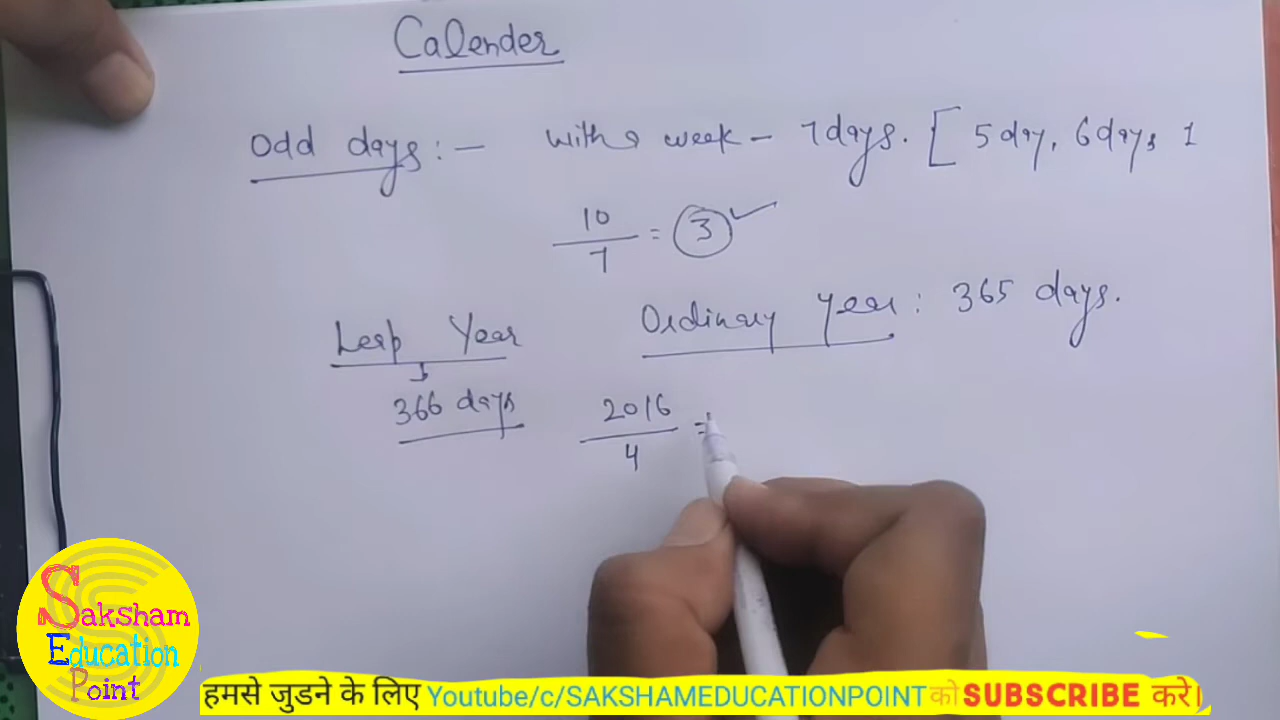 Calender
Odd days:- with a week - 7 days. [ 5 day, 6 days, 1
10/7 = 3 ✓
Leap Year
Ordinary year: 365 days.
366 days
2016/4 =
Saksham
Education
Point
हमसे जुडने के लिए Youtube/c/SAKSHAMEDUCATIONPOINT को SUBSCRIBE करे।